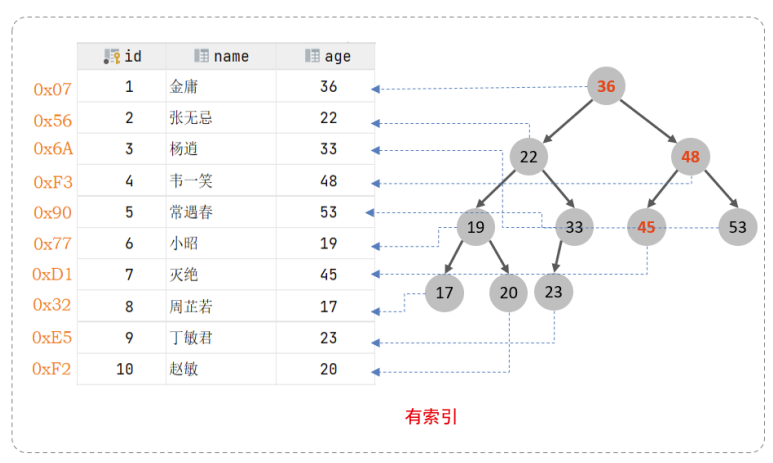 id name age
0x07 1 金庸 36
0x56 2 张无忌 22
0x6A 3 杨逍 33
0xF3 4 韦一笑 48
0x90 5 常遇春 53
0x77 6 小昭 19
0xD1 7 灭绝 45
0x32 8 周芷若 17
0xE5 9 丁敏君 23
0xF2 10 赵敏 20
36
22 48
19 33 45 53
17 20 23
有索引